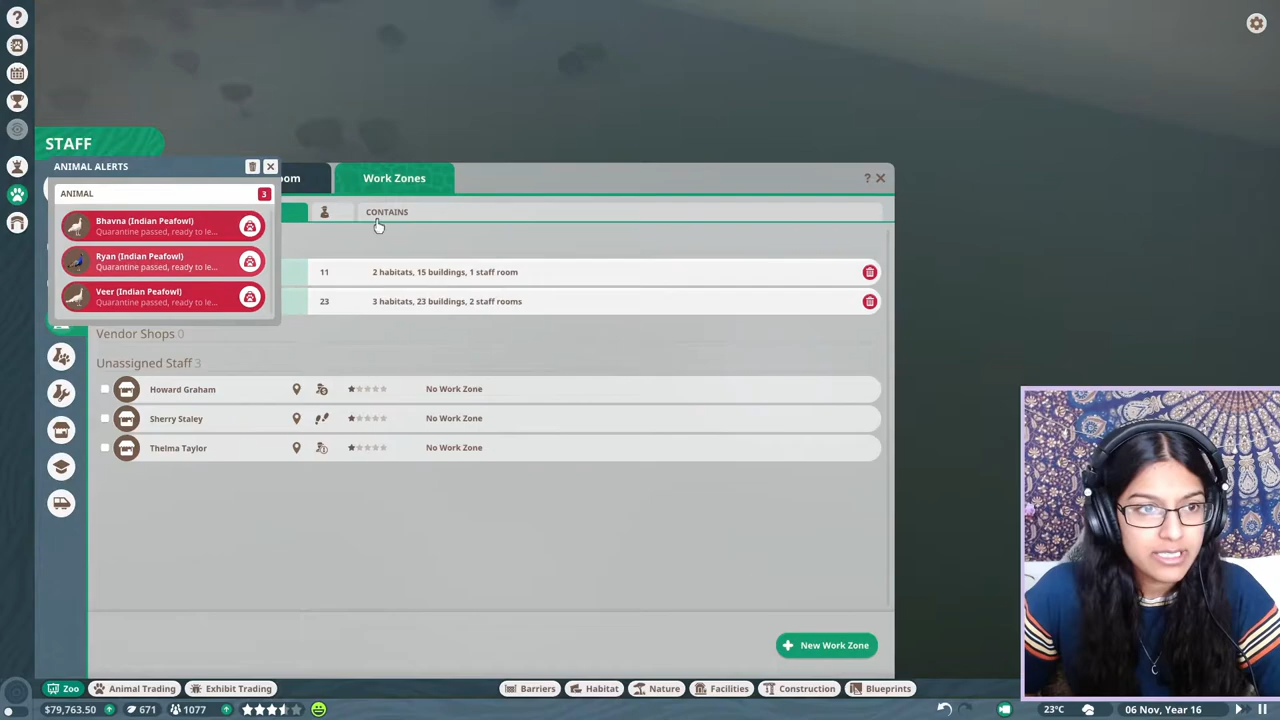 STAFF
ANIMAL ALERTS
oom
Work Zones
?
ANIMAL
3
CONTAINS
Bhavna (Indian Peafowl)
Quarantine passed, ready to le...
Ryan (Indian Peafowl)
Quarantine passed, ready to le...
11
2 habitats, 15 buildings, 1 staff room
Veer (Indian Peafowl)
Quarantine passed, ready to le...
23
3 habitats, 23 buildings, 2 staff rooms
Vendor Shops 0
Unassigned Staff 3
Howard Graham
No Work Zone
Sherry Staley
No Work Zone
Thelma Taylor
No Work Zone
+ New Work Zone
Zoo
Animal Trading
Exhibit Trading
Barriers
Habitat
Nature
Facilities
Construction
Blueprints
$79,763.50
671
1077
23°C
06 Nov, Year 16